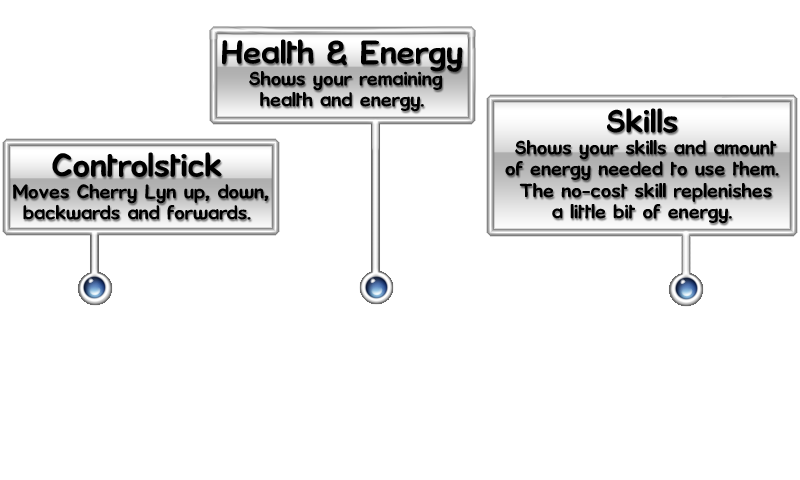 Health & Energy
Shows your remaining
health and energy.
Skills
Shows your skills and amount
of energy needed to use them.
The no-cost skill replenishes
a little bit of energy.
Controlstick
Moves Cherry Lyn up, down,
backwards and forwards.